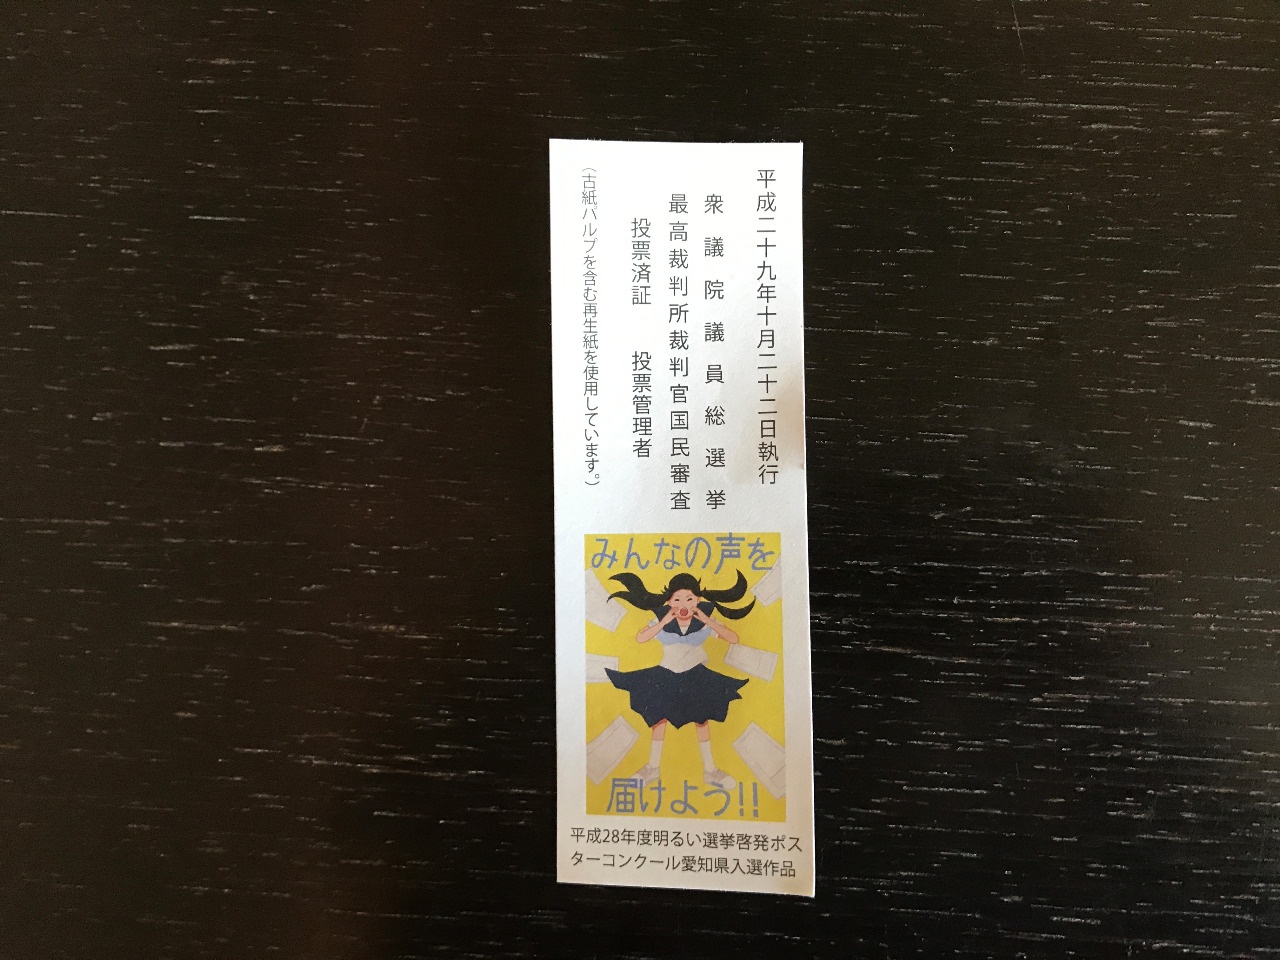 平成二十九年十月二十二日執行
衆議院議員総選挙
最高裁判所裁判官国民審査
投票済証　投票管理者
（古紙パルプを含む再生紙を使用しています。）
みんなの声を
届けよう!!
平成28年度明るい選挙啓発ポス
ターコンクール愛知県入選作品